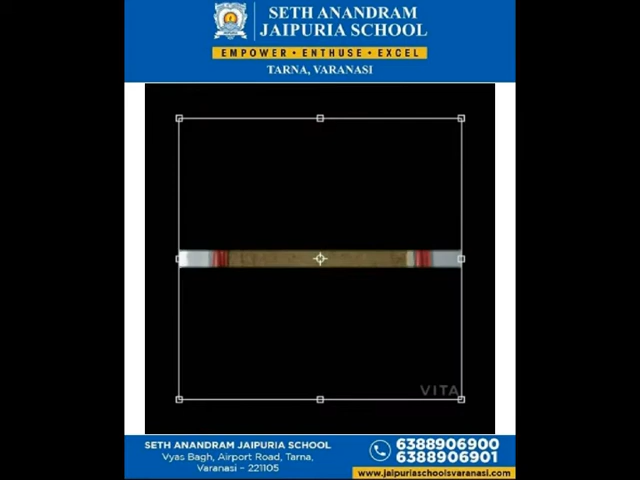 SETH ANANDRAM
JAIPURIA SCHOOL
EMPOWER • ENTHUSE • EXCEL
TARNA, VARANASI
VITA
SETH ANANDRAM JAIPURIA SCHOOL
Vyas Bagh, Airport Road, Tarna,
Varanasi – 221105
6388906900
6388906901
www.jaipuriaschoolsvaranasi.com